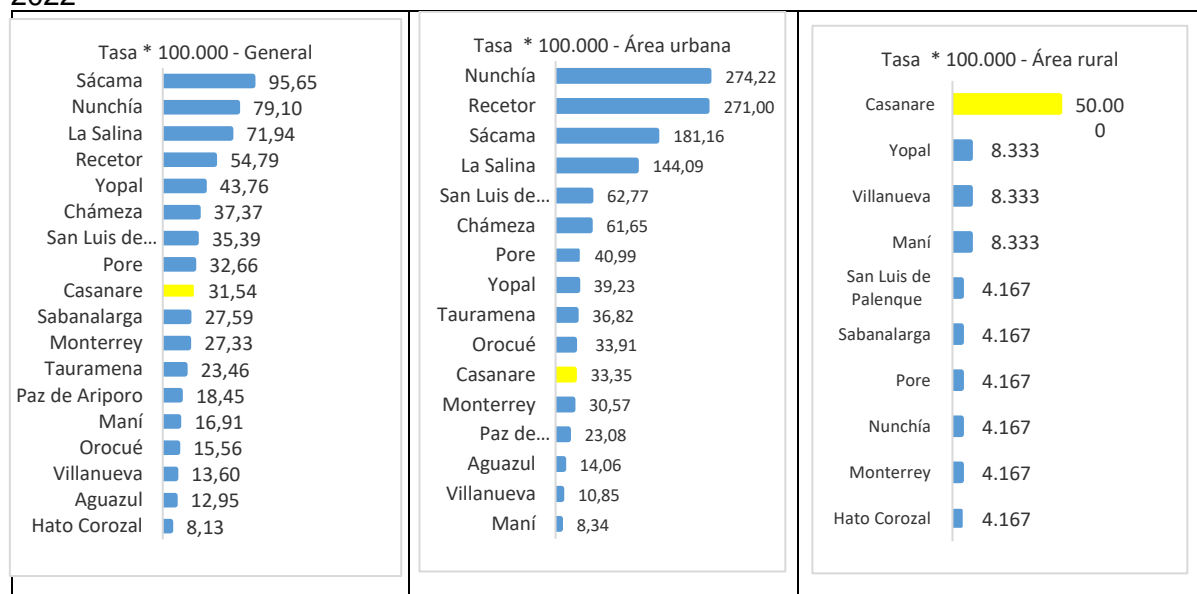 2022
Tasa * 100.000 - General
Sácama 95,65
Nunchía 79,10
La Salina 71,94
Recetor 54,79
Yopal 43,76
Chámeza 37,37
San Luis de... 35,39
Pore 32,66
Casanare 31,54
Sabanalarga 27,59
Monterrey 27,33
Tauramena 23,46
Paz de Ariporo 18,45
Maní 16,91
Orocué 15,56
Villanueva 13,60
Aguazul 12,95
Hato Corozal 8,13
Tasa * 100.000 - Área urbana
Nunchía 274,22
Recetor 271,00
Sácama 181,16
La Salina 144,09
San Luis de... 62,77
Chámeza 61,65
Pore 40,99
Yopal 39,23
Tauramena 36,82
Orocué 33,91
Casanare 33,35
Monterrey 30,57
Paz de... 23,08
Aguazul 14,06
Villanueva 10,85
Maní 8,34
Tasa * 100.000 - Área rural
Casanare 50.00
0
Yopal 8.333
Villanueva 8.333
Maní 8.333
San Luis de
Palenque 4.167
Sabanalarga 4.167
Pore 4.167
Nunchía 4.167
Monterrey 4.167
Hato Corozal 4.167